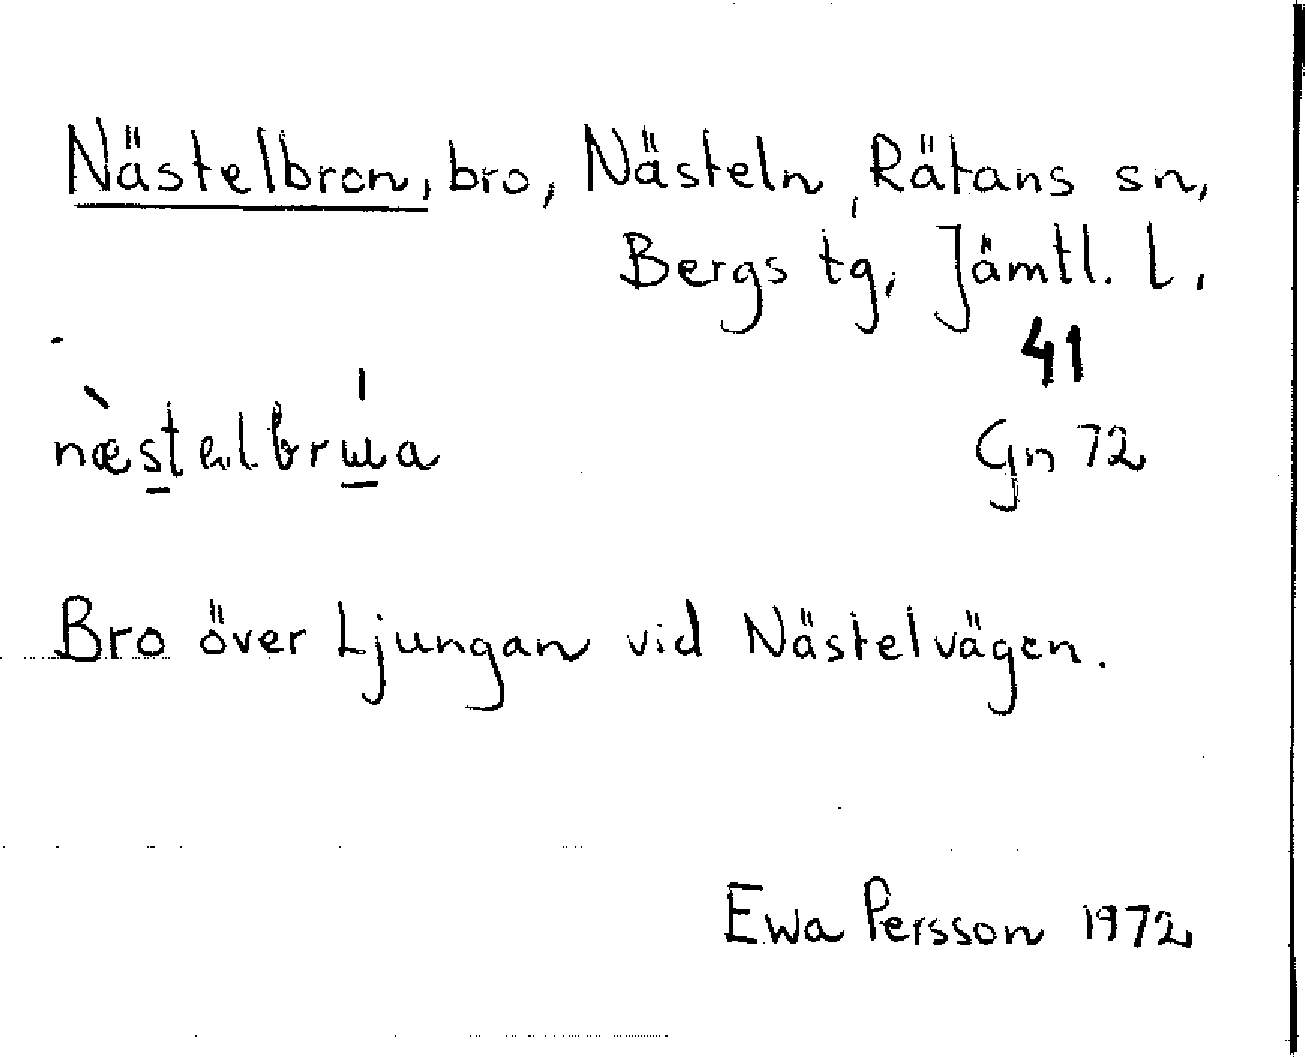 Nästelbron, bro, Nästeln, Rätans sn,
Bergs tg, Jämtl. l.
41
Gn 72
Bro över Ljungan vid Nästelvägen.
Ewa Persson 1972